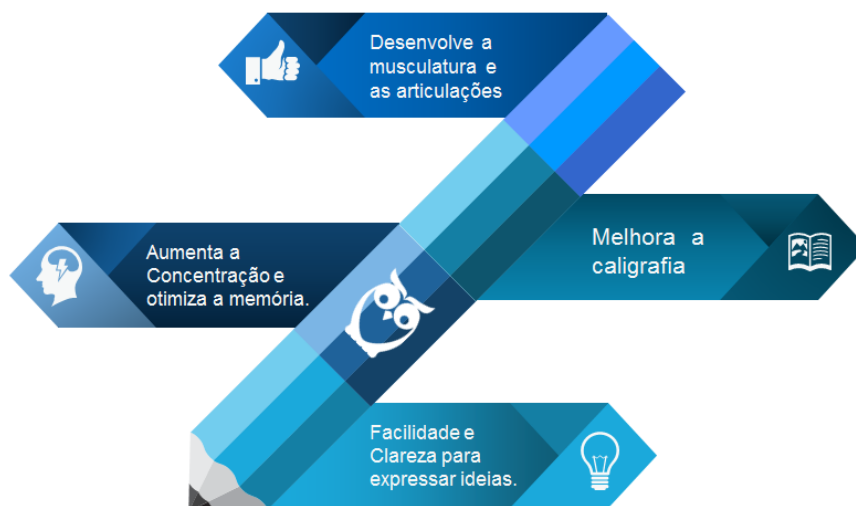 Desenvolve a
musculatura e
as articulações
Melhora a
caligrafia
Aumenta a
Concentração e
otimiza a memória.
Facilidade e
Clareza para
expressar ideias.